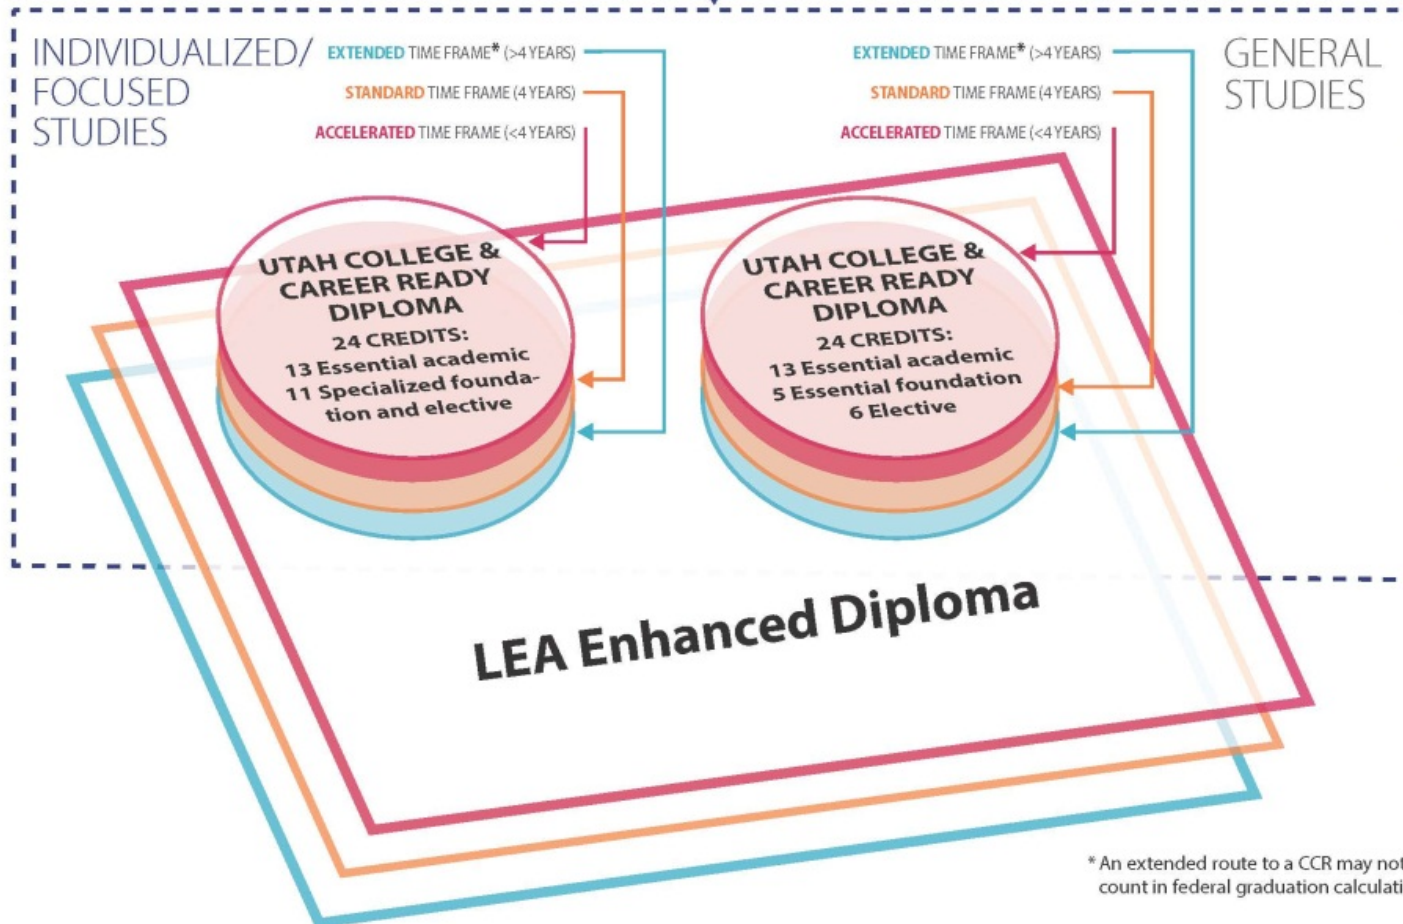 INDIVIDUALIZED/
FOCUSED
STUDIES
EXTENDED TIME FRAME* (>4 YEARS)
STANDARD TIME FRAME (4 YEARS)
ACCELERATED TIME FRAME (<4 YEARS)
EXTENDED TIME FRAME* (>4 YEARS)
STANDARD TIME FRAME (4 YEARS)
ACCELERATED TIME FRAME (<4 YEARS)
GENERAL
STUDIES
UTAH COLLEGE &
CAREER READY
DIPLOMA
24 CREDITS:
13 Essential academic
11 Specialized founda-
tion and elective
UTAH COLLEGE &
CAREER READY
DIPLOMA
24 CREDITS:
13 Essential academic
5 Essential foundation
6 Elective
LEA Enhanced Diploma
* An extended route to a CCR may not
count in federal graduation calculati